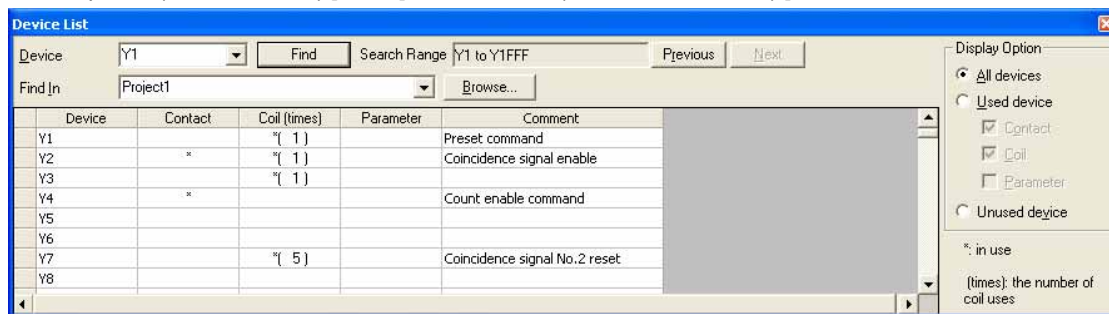 Device List
Device Y1 Find Search Range Y1 to Y1FFF Previous Next
Find In Project1 Browse...
Device Contact Coil (times) Parameter Comment
Y1 *( 1 ) Preset command
Y2 * *( 1 ) Coincidence signal enable
Y3 *( 1 )
Y4 * Count enable command
Y5
Y6
Y7 *( 5 ) Coincidence signal No.2 reset
Y8
Display Option
All devices
Used device
Contact
Coil
Parameter
Unused device
*: in use
(times): the number of
coil uses